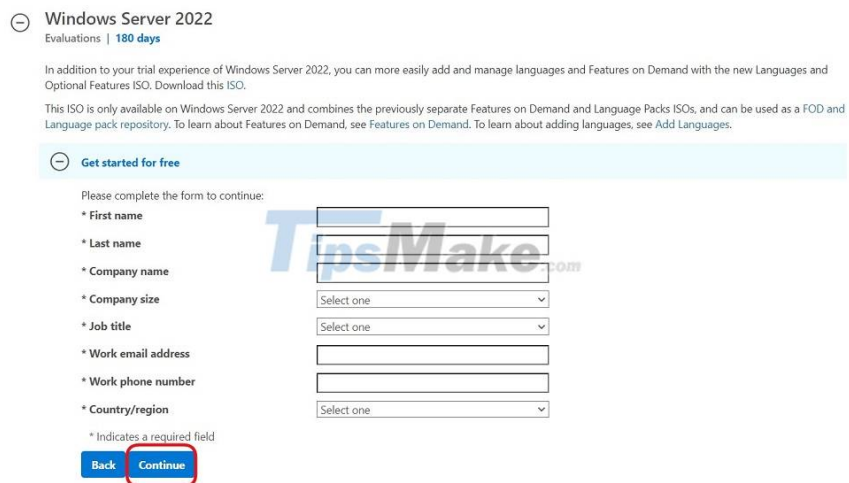 Windows Server 2022
Evaluations | 180 days
In addition to your trial experience of Windows Server 2022, you can more easily add and manage languages and Features on Demand with the new Languages and
Optional Features ISO. Download this ISO.
This ISO is only available on Windows Server 2022 and combines the previously separate Features on Demand and Language Packs ISOs, and can be used as a FOD and
Language pack repository. To learn about Features on Demand, see Features on Demand. To learn about adding languages, see Add Languages.
Get started for free
Please complete the form to continue:
* First name
* Last name
* Company name
* Company size Select one
* Job title Select one
* Work email address
* Work phone number
* Country/region Select one
* Indicates a required field
Back Continue
TipsMake.com